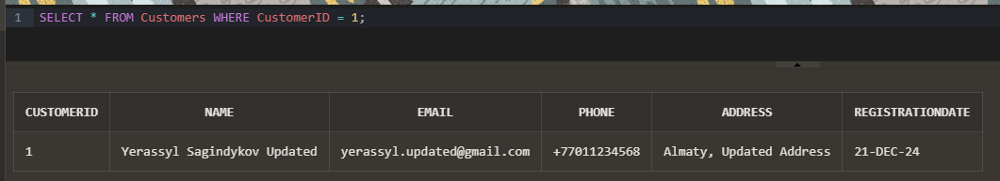 1 SELECT * FROM Customers WHERE CustomerID = 1;
CUSTOMERID NAME EMAIL PHONE ADDRESS REGISTRATIONDATE
1 Yerassyl Sagindykov Updated yerassyl.updated@gmail.com +77011234568 Almaty, Updated Address 21-DEC-24